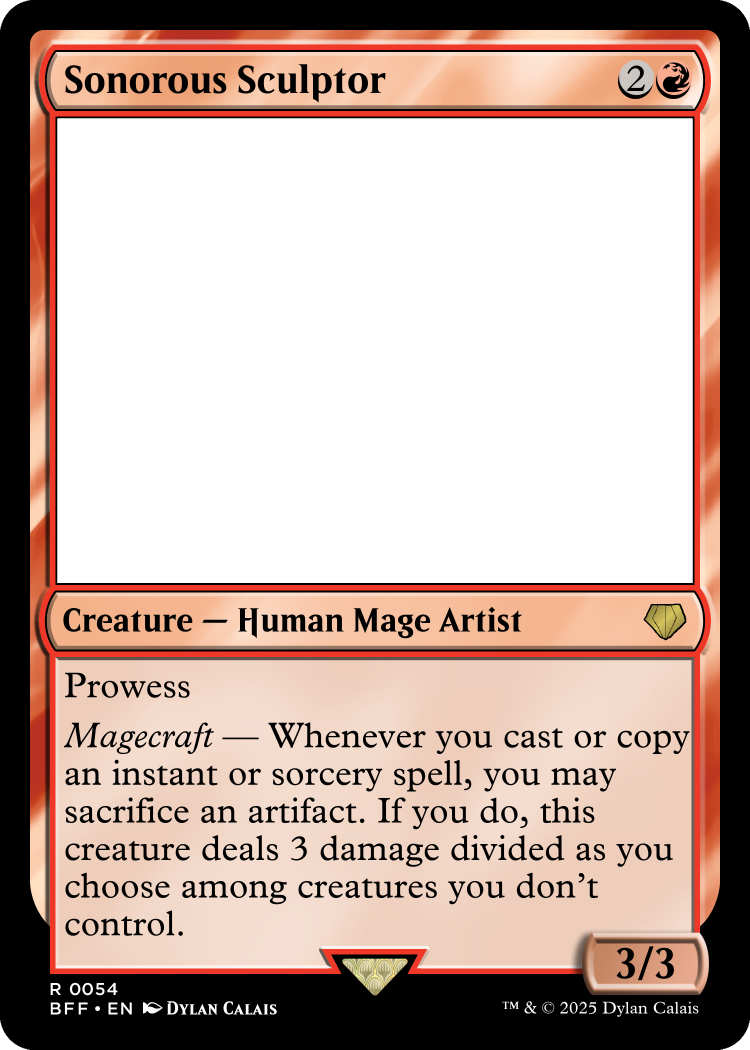 Sonorous Sculptor
2
Creature — Human Mage Artist
Prowess
Magecraft — Whenever you cast or copy
an instant or sorcery spell, you may
sacrifice an artifact. If you do, this
creature deals 3 damage divided as you
choose among creatures you don't
control.
3/3
R 0054
BFF • EN Dylan Calais
™ & © 2025 Dylan Calais